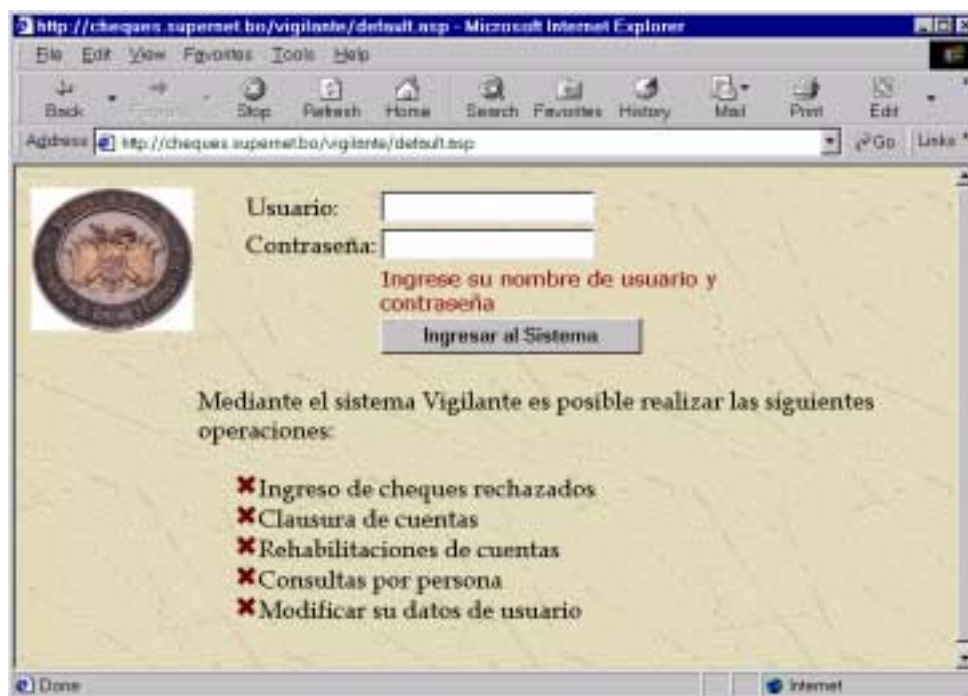 http://cheques.supernet.bo/vigilante/default.asp - Microsoft Internet Explorer
File Edit View Favorites Tools Help
Back Forward Stop Refresh Home Search Favorites History Mail Print Edit
Address http://cheques.supernet.bo/vigilante/default.asp Go Links
Usuario:
Contraseña:
Ingrese su nombre de usuario y
contraseña
Ingresar al Sistema
Mediante el sistema Vigilante es posible realizar las siguientes
operaciones:
Ingreso de cheques rechazados
Clausura de cuentas
Rehabilitaciones de cuentas
Consultas por persona
Modificar su datos de usuario
Done Internet